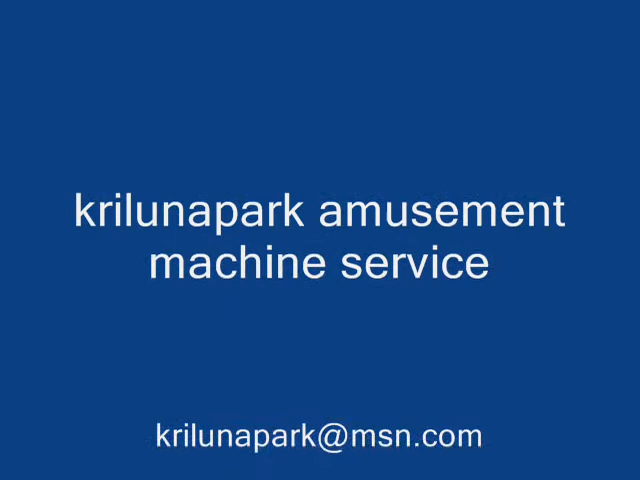 krilunapark amusement
machine service
krilunapark@msn.com